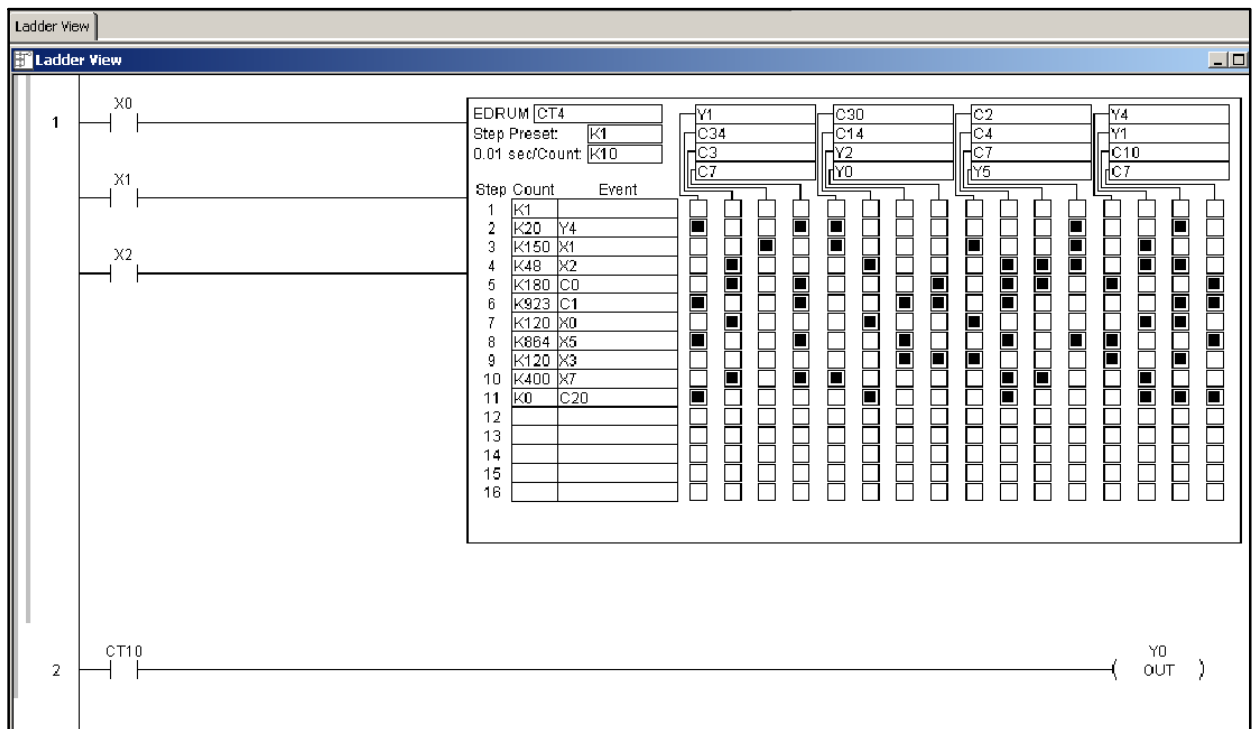 Ladder View
Ladder View
1
X0
X1
X2
EDRUM CT4
Step Preset: K1
0.01 sec/Count: K10
Y1 C30 C2 Y4
C34 C14 C4 Y1
C3 Y2 C7 C10
C7 Y0 Y5 C7
Step Count Event
1 K1
2 K20 Y4
3 K150 X1
4 K48 X2
5 K180 C0
6 K923 C1
7 K120 X0
8 K864 X5
9 K120 X3
10 K400 X7
11 K0 C20
12
13
14
15
16
2
CT10
Y0
( OUT )